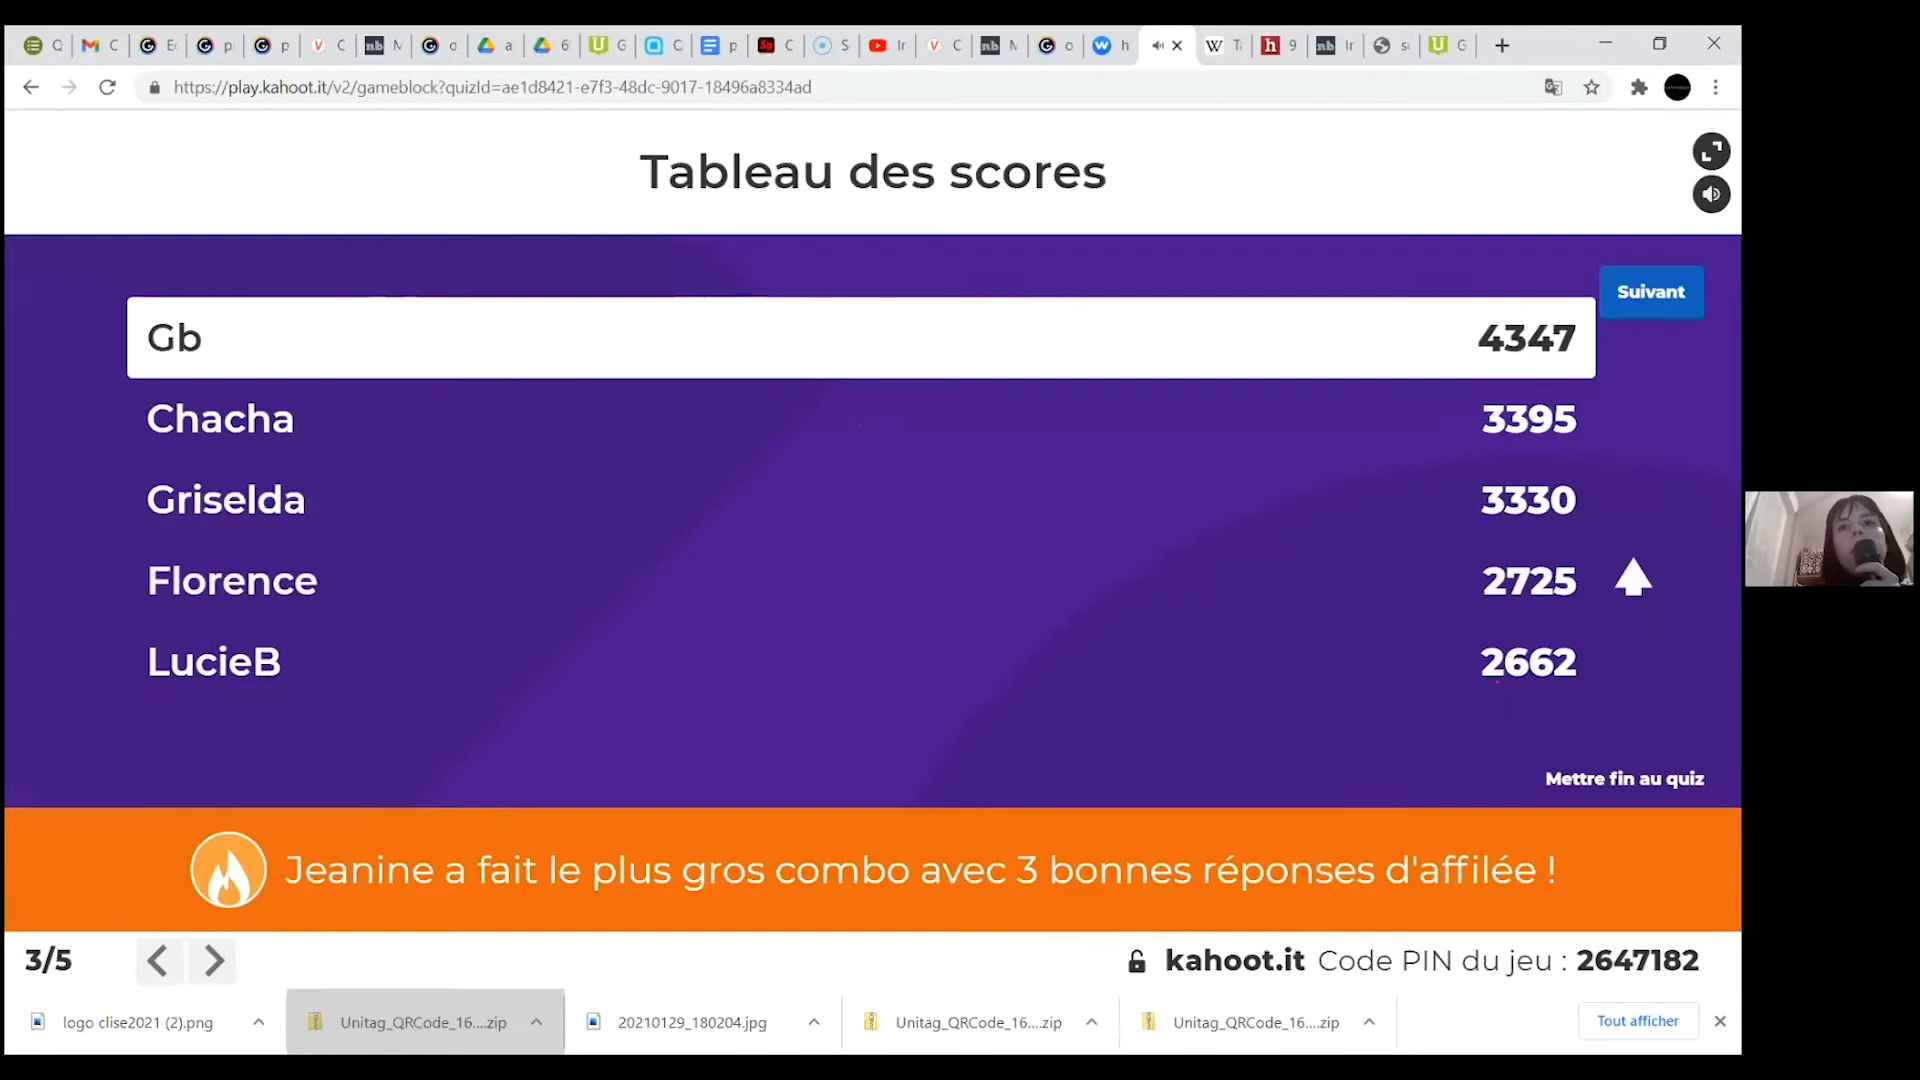 https://play.kahoot.it/v2/gameblock?quizId=ae1d8421-e7f3-48dc-9017-18496a8334ad
Tableau des scores
Suivant
Gb 4347
Chacha 3395
Griselda 3330
Florence 2725
LucieB 2662
Mettre fin au quiz
Jeanine a fait le plus gros combo avec 3 bonnes réponses d'affilée !
3/5
kahoot.it Code PIN du jeu : 2647182
logo clise2021 (2).png
Unitag_QRCode_16....zip
20210129_180204.jpg
Unitag_QRCode_16....zip
Unitag_QRCode_16....zip
Tout afficher